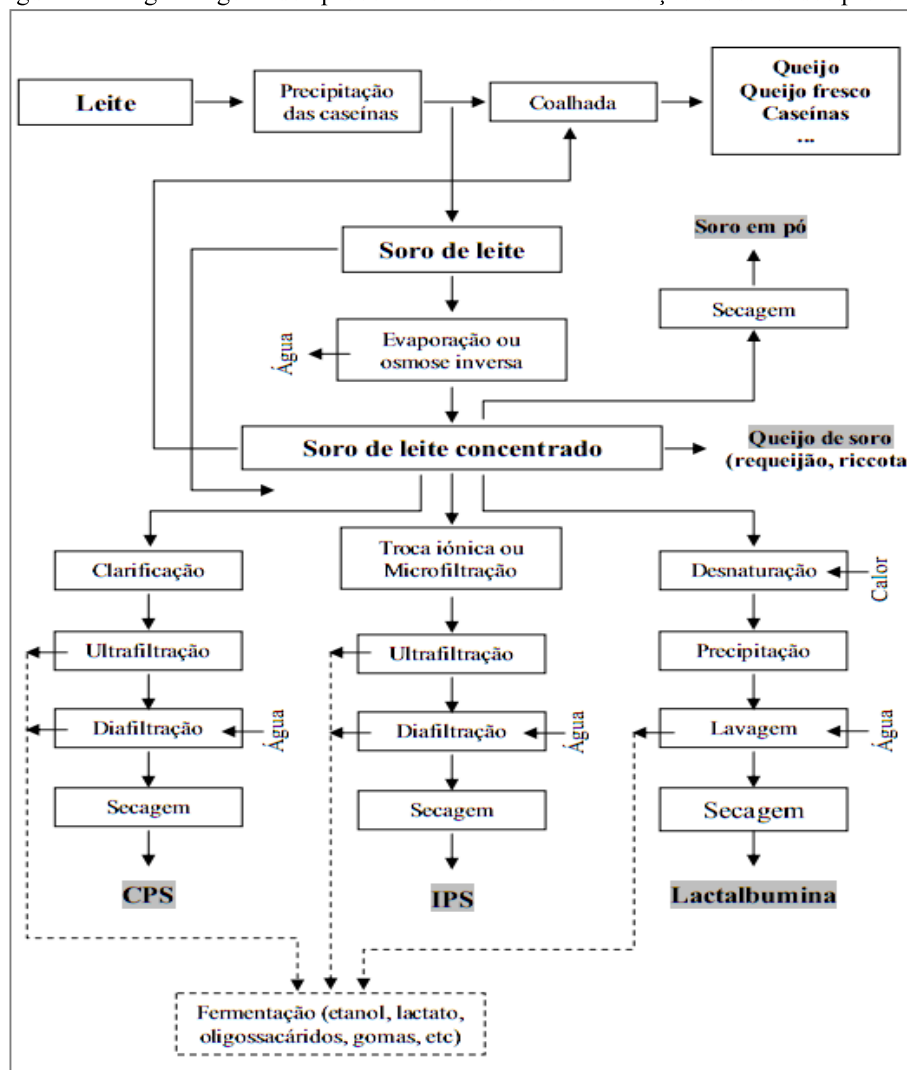 Leite
Precipitação
das caseínas
Coalhada
Queijo
Queijo fresco
Caseínas
...
Soro de leite
Soro em pó
Secagem
Água
Evaporação ou
osmose inversa
Soro de leite concentrado
Queijo de soro
(requeijão, riccota
Clarificação
Troca iónica ou
Microfiltração
Desnaturação
Calor
Ultrafiltração
Ultrafiltração
Precipitação
Diafiltração
Água
Diafiltração
Água
Lavagem
Água
Secagem
Secagem
Secagem
CPS
IPS
Lactalbumina
Fermentação (etanol, lactato,
oligossacáridos, gomas, etc)